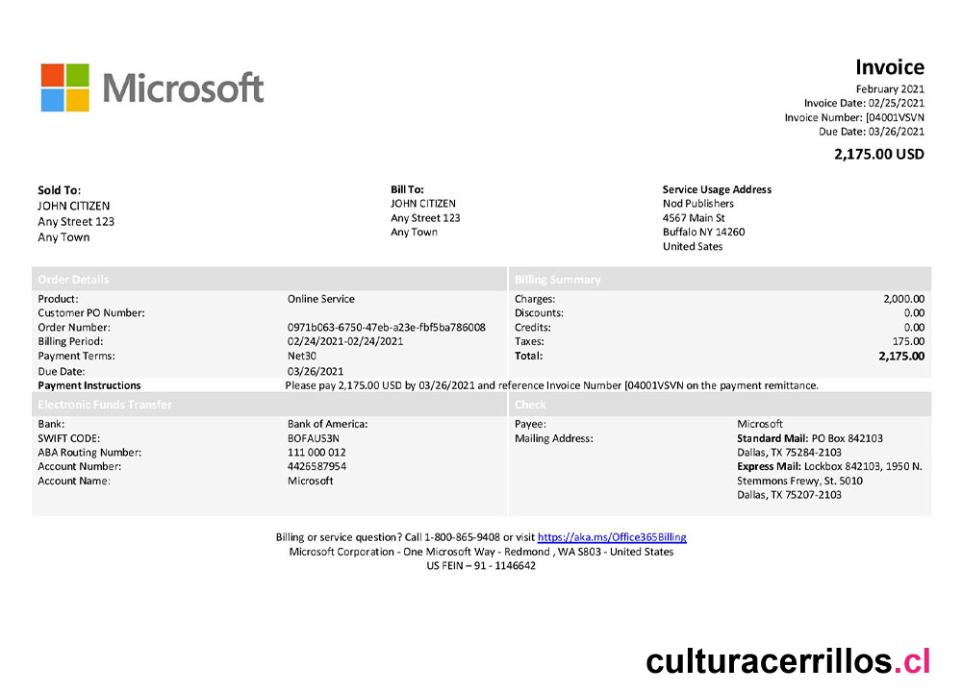 Microsoft
Invoice
February 2021
Invoice Date: 02/25/2021
Invoice Number: [04001VSVN
Due Date: 03/26/2021
2,175.00 USD
Sold To:
JOHN CITIZEN
Any Street 123
Any Town
Bill To:
JOHN CITIZEN
Any Street 123
Any Town
Service Usage Address
Nod Publishers
4567 Main St
Buffalo NY 14260
United Sates
Order Details
Product: Online Service
Customer PO Number:
Order Number: 0971b063-6750-47eb-a23e-fbf5ba786008
Billing Period: 02/24/2021-02/24/2021
Payment Terms: Net30
Due Date: 03/26/2021
Billing Summary
Charges: 2,000.00
Discounts: 0.00
Credits: 0.00
Taxes: 175.00
Total: 2,175.00
Payment Instructions Please pay 2,175.00 USD by 03/26/2021 and reference Invoice Number [04001VSVN on the payment remittance.
Electronic Funds Transfer
Bank: Bank of America:
SWIFT CODE: BOFAUS3N
ABA Routing Number: 111 000 012
Account Number: 4426587954
Account Name: Microsoft
Check
Payee: Microsoft
Mailing Address: Standard Mail: PO Box 842103
Dallas, TX 75284-2103
Express Mail: Lockbox 842103, 1950 N.
Stemmons Frewy, St. 5010
Dallas, TX 75207-2103
Billing or service question? Call 1-800-865-9408 or visit https://aka.ms/Office365Billing
Microsoft Corporation - One Microsoft Way - Redmond , WA S803 - United States
US FEIN – 91 - 1146642
culturacerrillos.cl